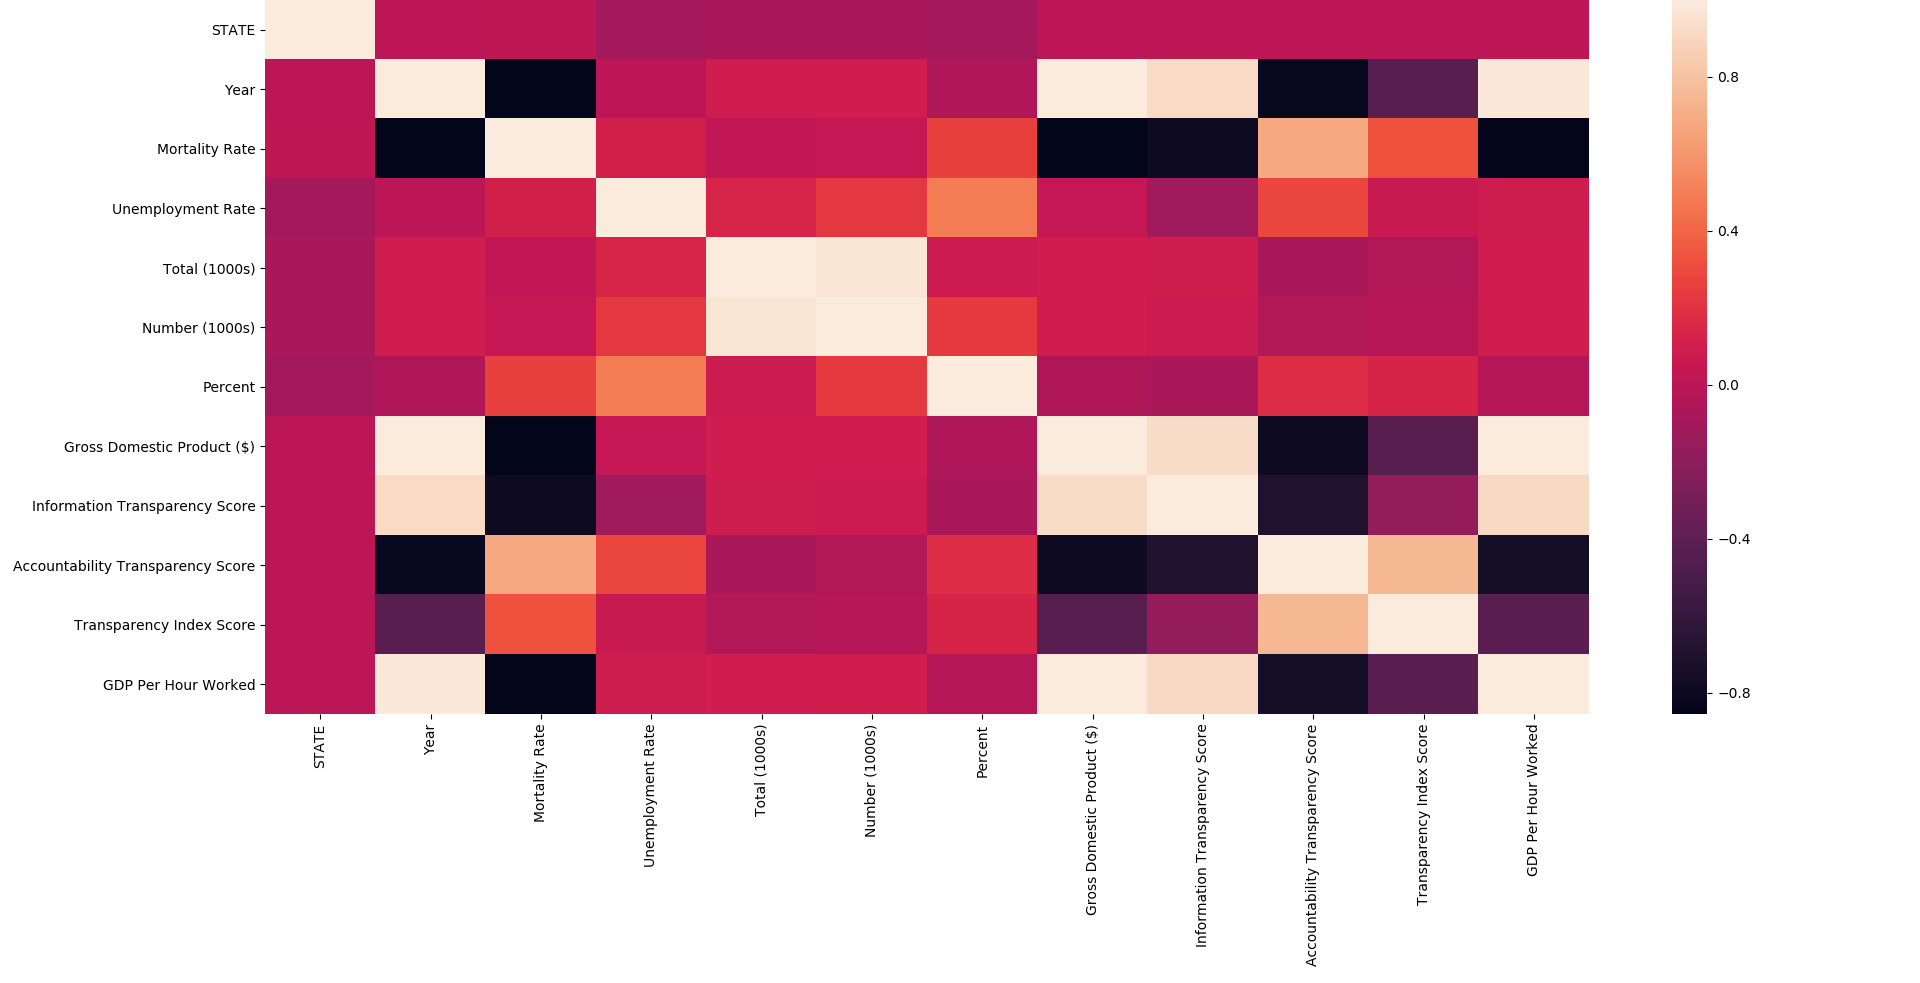 STATE
Year
Mortality Rate
Unemployment Rate
Total (1000s)
Number (1000s)
Percent
Gross Domestic Product ($)
Information Transparency Score
Accountability Transparency Score
Transparency Index Score
GDP Per Hour Worked
STATE
Year
Mortality Rate
Unemployment Rate
Total (1000s)
Number (1000s)
Percent
Gross Domestic Product ($)
Information Transparency Score
Accountability Transparency Score
Transparency Index Score
GDP Per Hour Worked
0.8
0.4
0.0
−0.4
−0.8